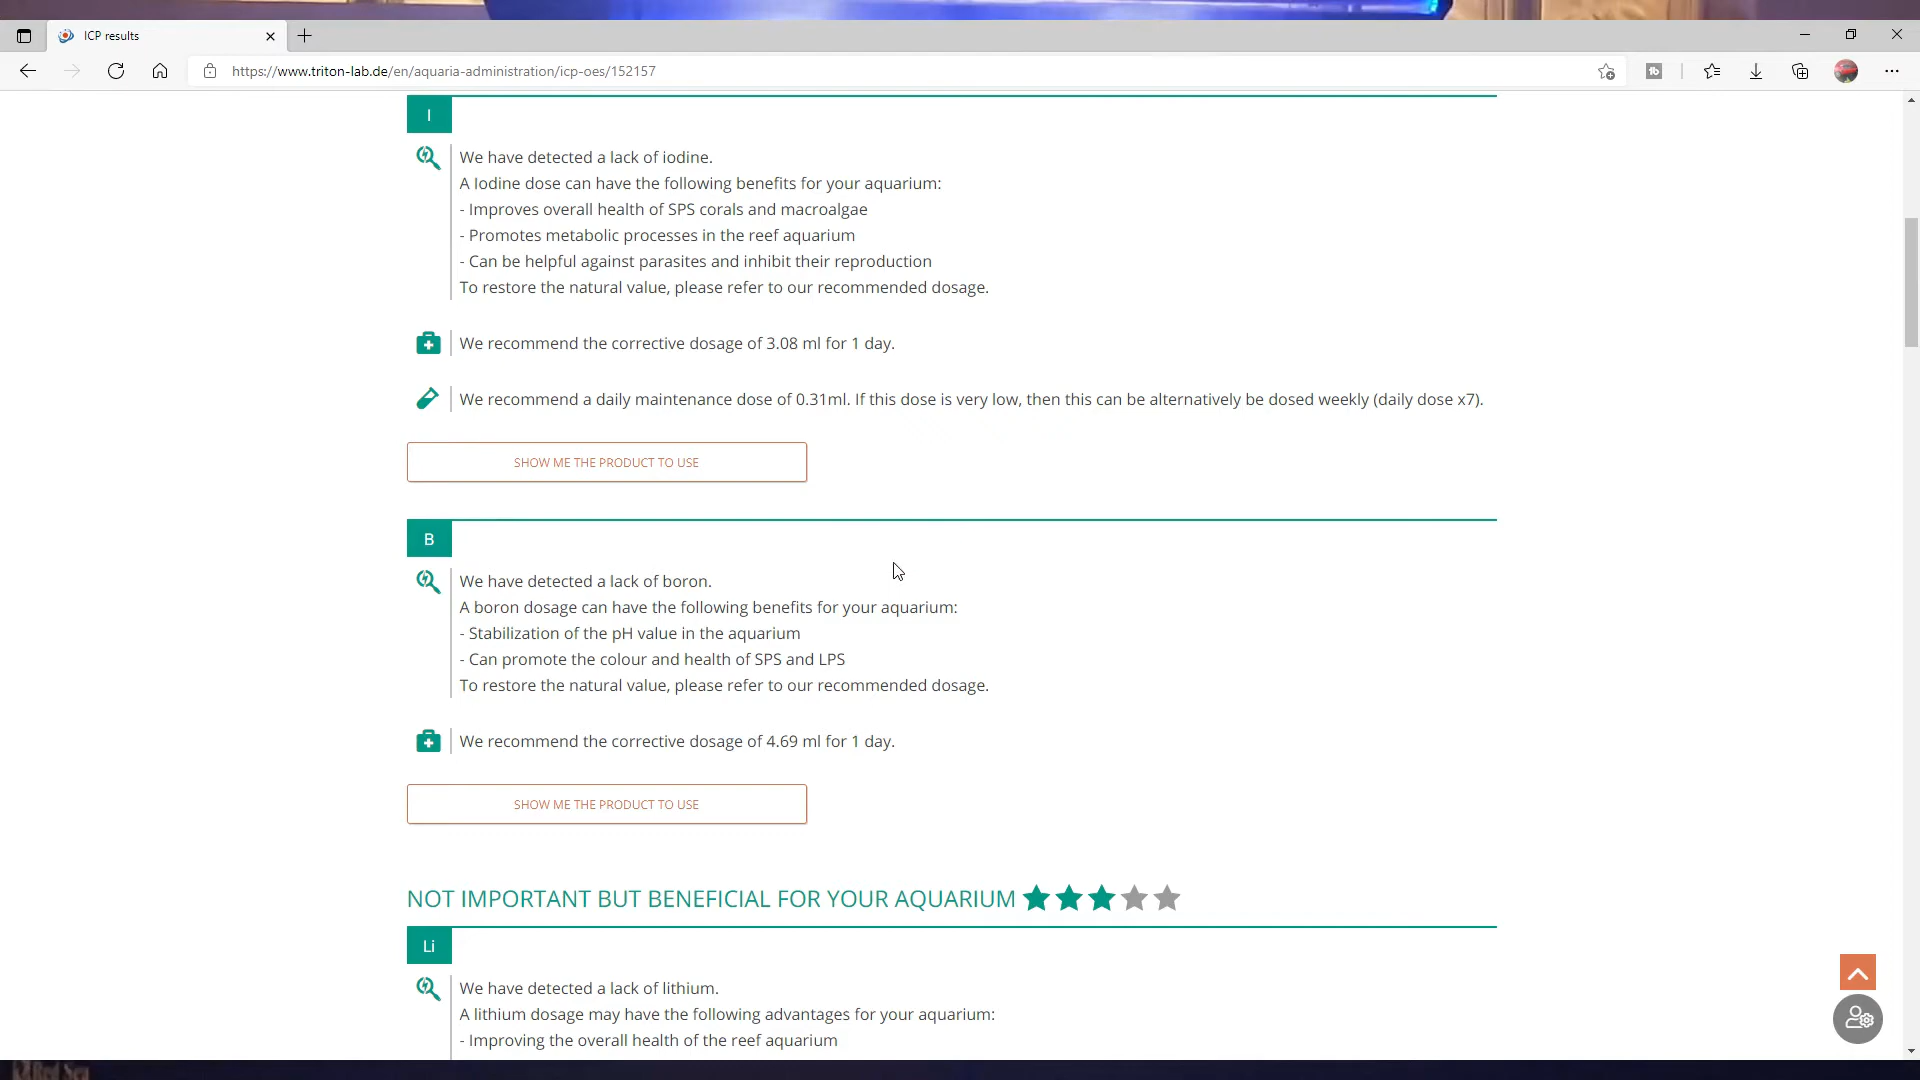 ICP results
https://www.triton-lab.de/en/aquaria-administration/icp-oes/152157
I
We have detected a lack of iodine.
A Iodine dose can have the following benefits for your aquarium:
- Improves overall health of SPS corals and macroalgae
- Promotes metabolic processes in the reef aquarium
- Can be helpful against parasites and inhibit their reproduction
To restore the natural value, please refer to our recommended dosage.
We recommend the corrective dosage of 3.08 ml for 1 day.
We recommend a daily maintenance dose of 0.31ml. If this dose is very low, then this can be alternatively be dosed weekly (daily dose x7).
SHOW ME THE PRODUCT TO USE
B
We have detected a lack of boron.
A boron dosage can have the following benefits for your aquarium:
- Stabilization of the pH value in the aquarium
- Can promote the colour and health of SPS and LPS
To restore the natural value, please refer to our recommended dosage.
We recommend the corrective dosage of 4.69 ml for 1 day.
SHOW ME THE PRODUCT TO USE
NOT IMPORTANT BUT BENEFICIAL FOR YOUR AQUARIUM
Li
We have detected a lack of lithium.
A lithium dosage may have the following advantages for your aquarium:
- Improving the overall health of the reef aquarium
Red Sea